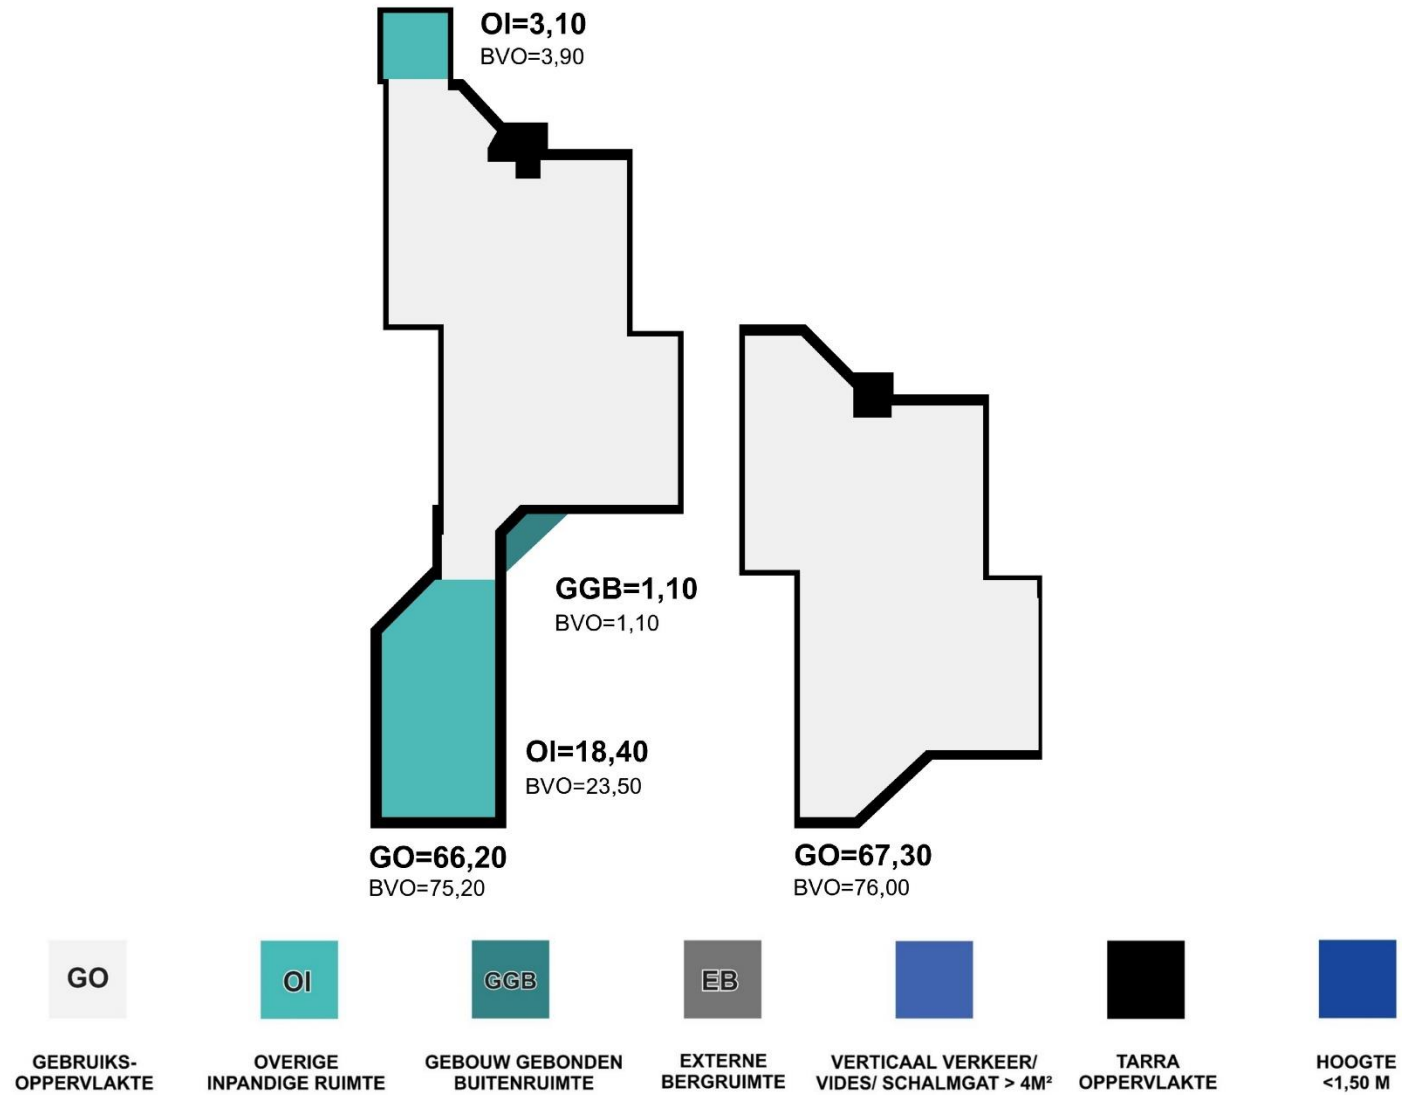 OI=3,10
BVO=3,90
GGB=1,10
BVO=1,10
OI=18,40
BVO=23,50
GO=66,20
BVO=75,20
GO=67,30
BVO=76,00
GO
OI
GGB
EB
GEBRUIKS-
OPPERVLAKTE
OVERIGE
INPANDIGE RUIMTE
GEBOUW GEBONDEN
BUITENRUIMTE
EXTERNE
BERGRUIMTE
VERTICAAL VERKEER/
VIDES/ SCHALMGAT > 4M²
TARRA
OPPERVLAKTE
HOOGTE
<1,50 M